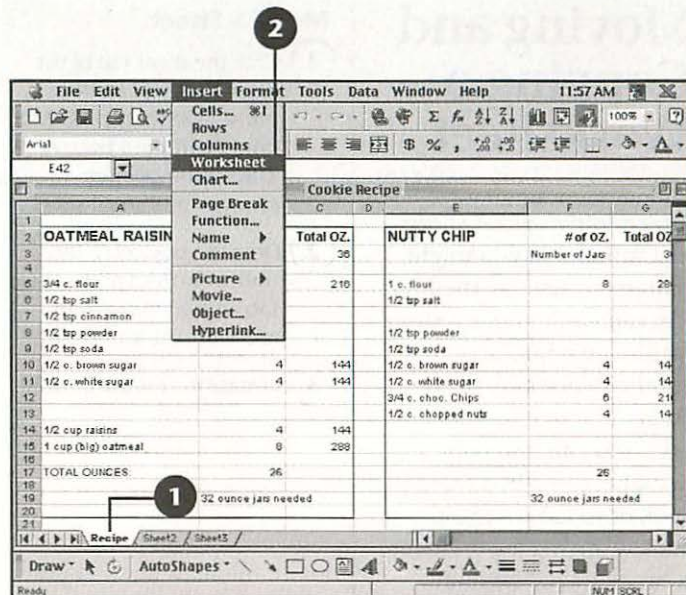 Moving and
2
File Edit View Insert Format Tools Data Window Help 11:57 AM
Cells... ⌘I
Rows
Columns
Worksheet
Chart...
Page Break
Function...
Name
Comment
Picture
Movie...
Object...
Hyperlink...
100%
Arial
$ % ,
E42
Cookie Recipe
A C D E F G
1
2 OATMEAL RAISIN Total OZ. NUTTY CHIP # of OZ. Total OZ
3 36 Number of Jars
4
5 3/4 c. flour 216 1 c. flour 8
6 1/2 tsp salt 1/2 tsp salt
7 1/2 tsp cinnamon
8 1/2 tsp powder 1/2 tsp powder
9 1/2 tsp soda 1/2 tsp soda
10 1/2 c. brown sugar 4 144 1/2 c. brown sugar 4 14
11 1/2 c. white sugar 4 144 1/2 c. white sugar 4 14
12 3/4 c. choc. Chips 6
13 1/2 c. chopped nuts 4 14
14 1/2 cup raisins 4 144
15 1 cup (big) oatmeal 8 288
16
17 TOTAL OUNCES: 26 26
18
19 32 ounce jars needed 32 ounce jars needed
20
21
1
Recipe Sheet2 Sheet3
Draw AutoShapes
Ready NUM SCRL